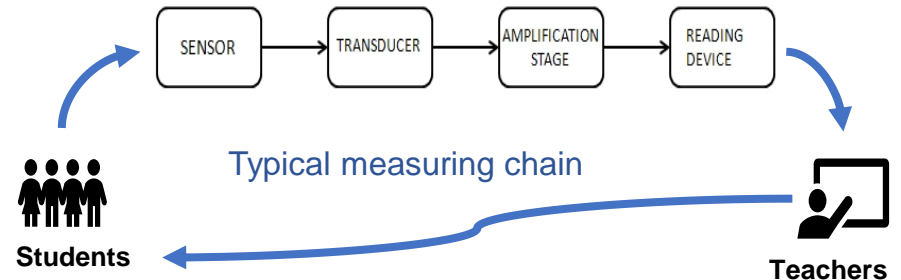 SENSOR
TRANSDUCER
AMPLIFICATION
STAGE
READING
DEVICE
Typical measuring chain
Students
Teachers